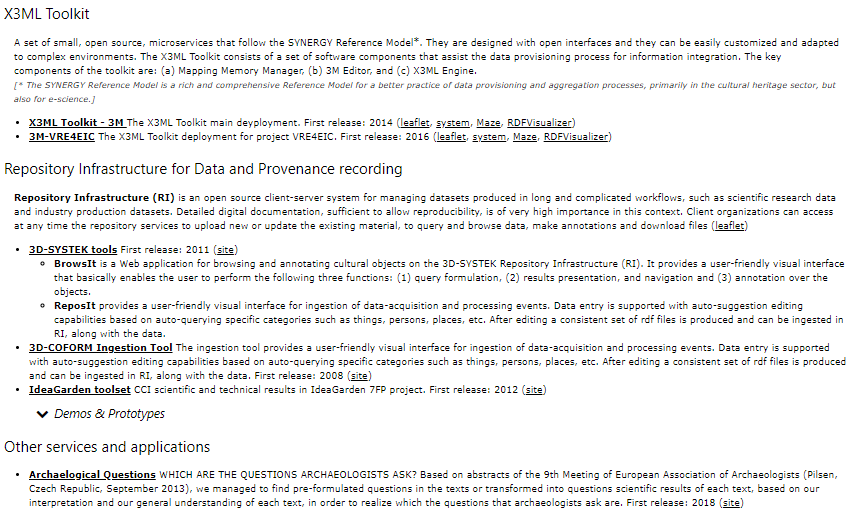 X3ML Toolkit
A set of small, open source, microservices that follow the SYNERGY Reference Model*. They are designed with open interfaces and they can be easily customized and adapted
to complex environments. The X3ML Toolkit consists of a set of software components that assist the data provisioning process for information integration. The key
components of the toolkit are: (a) Mapping Memory Manager, (b) 3M Editor, and (c) X3ML Engine.
[* The SYNERGY Reference Model is a rich and comprehensive Reference Model for a better practice of data provisioning and aggregation processes, primarily in the cultural heritage sector, but
also for e-science.]
• X3ML Toolkit - 3M The X3ML Toolkit main deyployment. First release: 2014 (leaflet, system, Maze, RDFVisualizer)
• 3M-VRE4EIC The X3ML Toolkit deployment for project VRE4EIC. First release: 2016 (leaflet, system, Maze, RDFVisualizer)
Repository Infrastructure for Data and Provenance recording
Repository Infrastructure (RI) is an open source client-server system for managing datasets produced in long and complicated workflows, such as scientific research data
and industry production datasets. Detailed digital documentation, sufficient to allow reproducibility, is of very high importance in this context. Client organizations can access
at any time the repository services to upload new or update the existing material, to query and browse data, make annotations and download files (leaflet)
• 3D-SYSTEK tools First release: 2011 (site)
◦ BrowsIt is a Web application for browsing and annotating cultural objects on the 3D-SYSTEK Repository Infrastructure (RI). It provides a user-friendly visual interface
that basically enables the user to perform the following three functions: (1) query formulation, (2) results presentation, and navigation and (3) annotation over the
objects.
◦ ReposIt provides a user-friendly visual interface for ingestion of data-acquisition and processing events. Data entry is supported with auto-suggestion editing
capabilities based on auto-querying specific categories such as things, persons, places, etc. After editing a consistent set of rdf files is produced and can be ingested in
RI, along with the data.
• 3D-COFORM Ingestion Tool The ingestion tool provides a user-friendly visual interface for ingestion of data-acquisition and processing events. Data entry is supported
with auto-suggestion editing capabilities based on auto-querying specific categories such as things, persons, places, etc. After editing a consistent set of rdf files is produced
and can be ingested in RI, along with the data. First release: 2008 (site)
• IdeaGarden toolset CCI scientific and technical results in IdeaGarden 7FP project. First release: 2012 (site)
Demos & Prototypes
Other services and applications
• Archaelogical Questions WHICH ARE THE QUESTIONS ARCHAEOLOGISTS ASK? Based on abstracts of the 9th Meeting of European Association of Archaeologists (Pilsen,
Czech Republic, September 2013), we managed to find pre-formulated questions in the texts or transformed into questions scientific results of each text, based on our
interpretation and our general understanding of each text, in order to realize which the questions that archaeologists ask are. First release: 2018 (site)